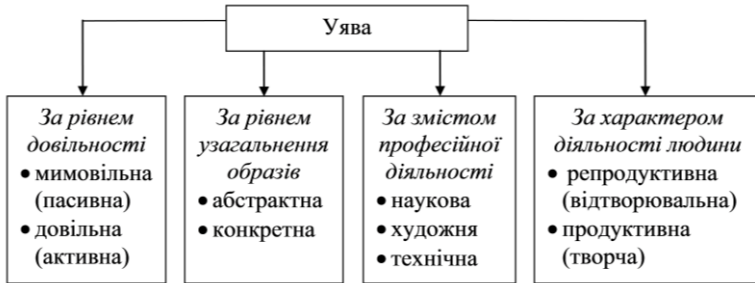 Уява
За рівнем
довільності
• мимовільна
(пасивна)
• довільна
(активна)
За рівнем
узагальнення
образів
• абстрактна
• конкретна
За змістом
професійної
діяльності
• наукова
• художня
• технічна
За характером
діяльності людини
• репродуктивна
(відтворювальна)
• продуктивна
(творча)